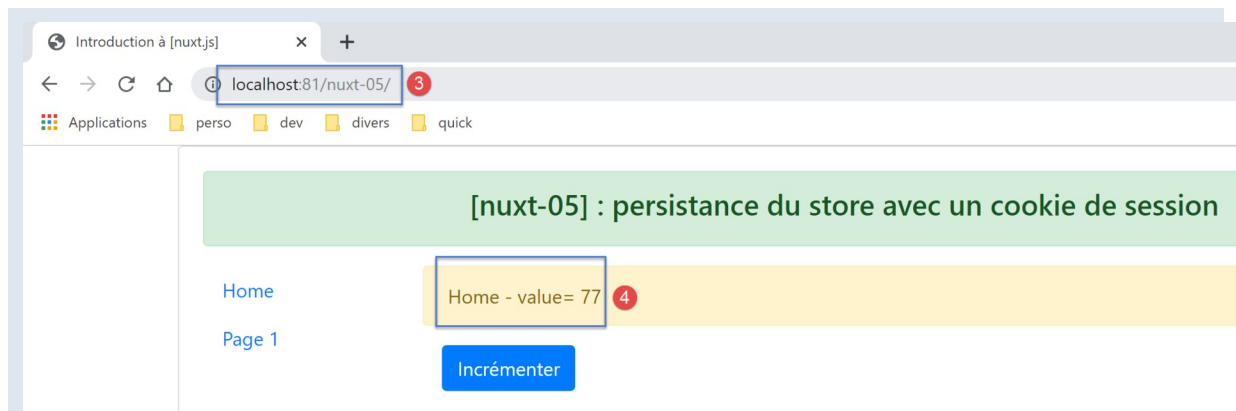 Introduction à [nuxt.js]
localhost:81/nuxt-05/ 3
Applications perso dev divers quick
[nuxt-05] : persistance du store avec un cookie de session
Home
Home - value= 77 4
Page 1
Incrémenter